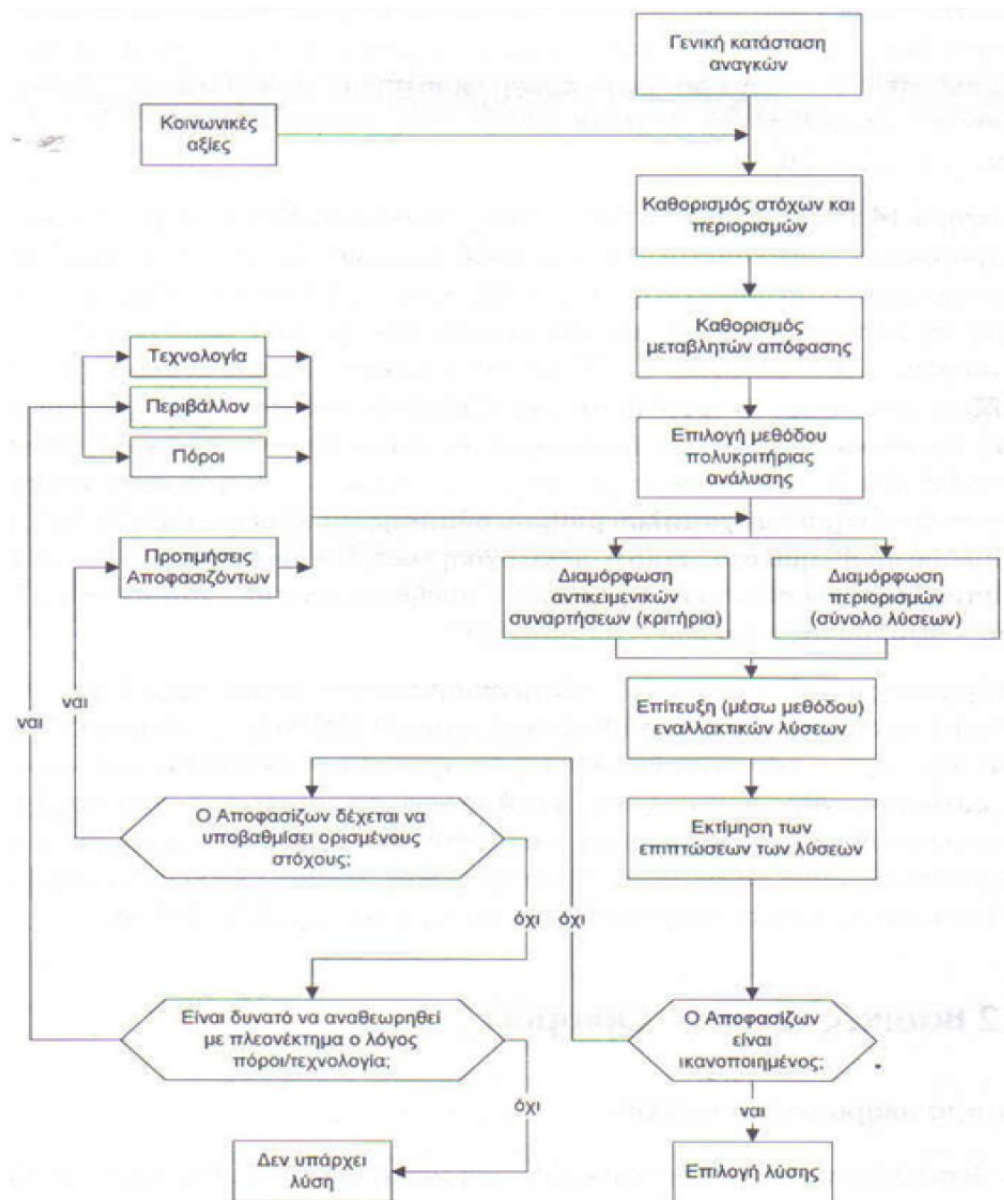 Γενική κατάσταση
αναγκών
Κοινωνικές
αξίες
Καθορισμός στόχων και
περιορισμών
Καθορισμός
μεταβλητών απόφασης
Τεχνολογία
Περιβάλλον
Πόροι
Επιλογή μεθόδου
πολυκριτήριας
ανάλυσης
Προτιμήσεις
Αποφασιζόντων
Διαμόρφωση
αντικειμενικών
συναρτήσεων (κριτήρια)
Διαμόρφωση
περιορισμών
(σύνολο λύσεων)
ναι
ναι
Επίτευξη (μέσω μεθόδου)
εναλλακτικών λύσεων
Ο Αποφασίζων δέχεται να
υποβαθμίσει ορισμένους
στόχους;
Εκτίμηση των
επιπτώσεων των λύσεων
όχι
όχι
Είναι δυνατό να αναθεωρηθεί
με πλεονέκτημα ο λόγος
πόροι/τεχνολογία;
Ο Αποφασίζων
είναι
ικανοποιημένος;
όχι
ναι
Δεν υπάρχει
λύση
Επιλογή λύσης